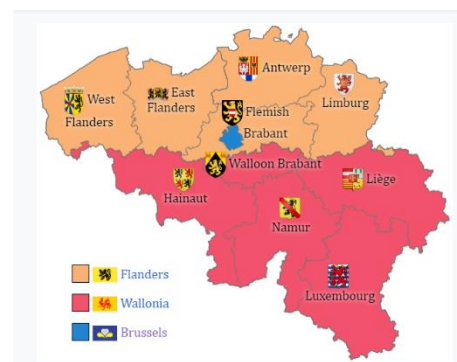 Antwerp
West
Flanders
East
Flanders
Limburg
Flemish
Brabant
Walloon Brabant
Liège
Hainaut
Namur
Luxembourg
Flanders
Wallonia
Brussels